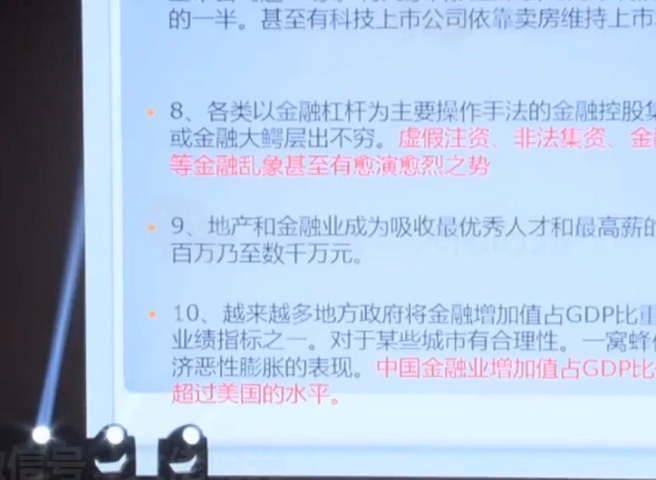 的一半。甚至有科技上市公司依靠卖房维持上市
8、各类以金融杠杆为主要操作手法的金融控股集
或金融大鳄层出不穷。虚假注资、非法集资、金融
等金融乱象甚至有愈演愈烈之势
9、地产和金融业成为吸收最优秀人才和最高薪的
百万乃至数千万元。
10、越来越多地方政府将金融增加值占GDP比重
业绩指标之一。对于某些城市有合理性。一窝蜂
济恶性膨胀的表现。中国金融业增加值占GDP比
超过美国的水平。
信号